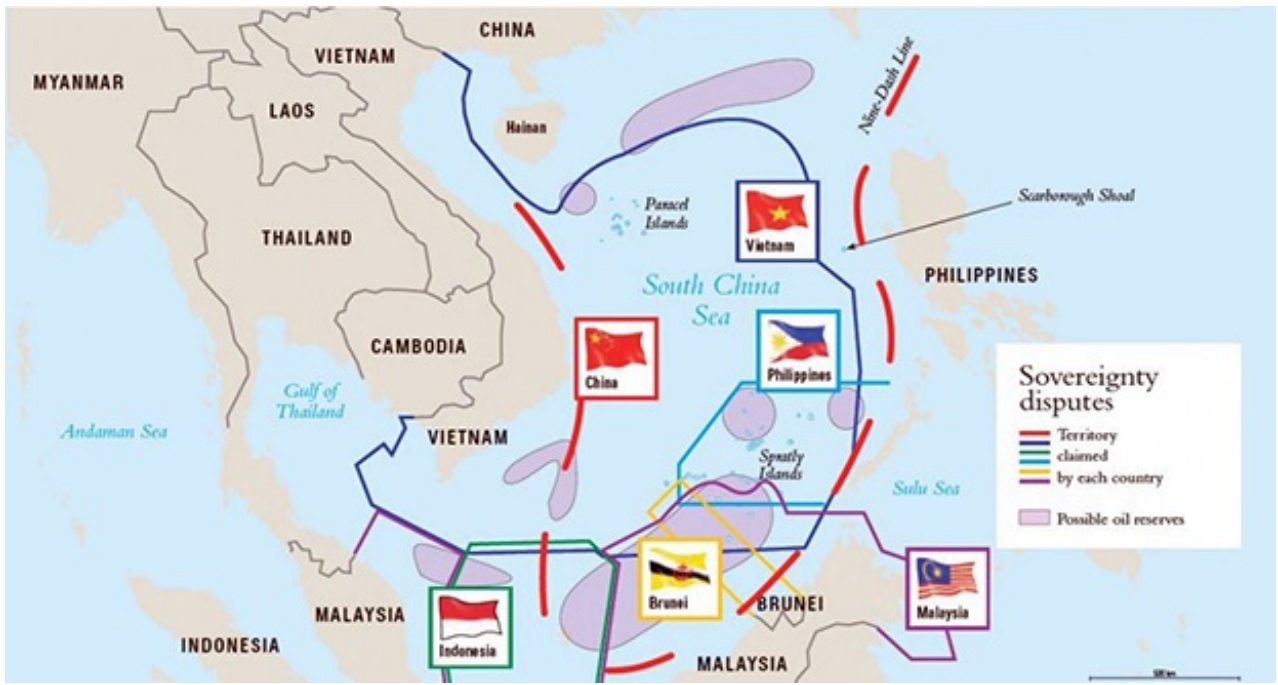 CHINA
VIETNAM
MYANMAR
LAOS
Hainan
Nine-Dash Line
Paracel
Islands
Scarborough Shoal
Vietnam
THAILAND
PHILIPPINES
South China
Sea
CAMBODIA
China
Philippines
Gulf of
Thailand
Andaman Sea
VIETNAM
Spratly
Islands
Sulu Sea
Sovereignty
disputes
Territory
claimed
by each country
Possible oil reserves
Brunei
BRUNEI
Malaysia
MALAYSIA
Indonesia
INDONESIA
MALAYSIA
500 km